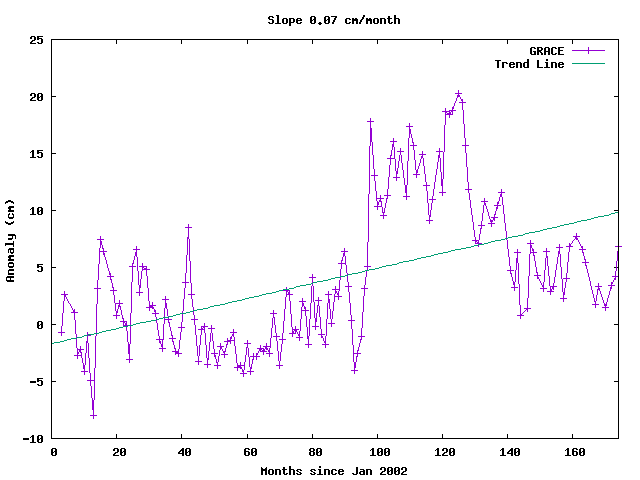 Slope 0.07 cm/month
25
20
15
10
5
0
-5
-10
Anomaly (cm)
GRACE
Trend Line
0 20 40 60 80 100 120 140 160
Months since Jan 2002